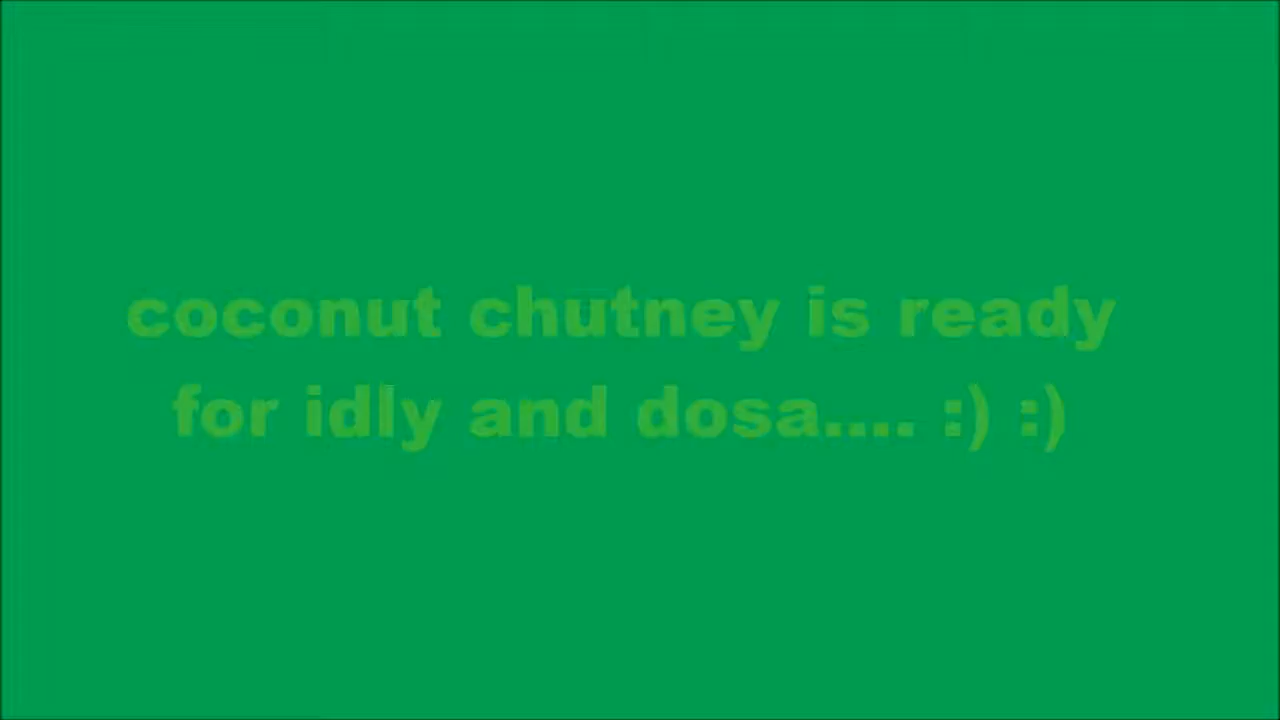 coconut chutney is ready
for idly and dosa.... :) :)